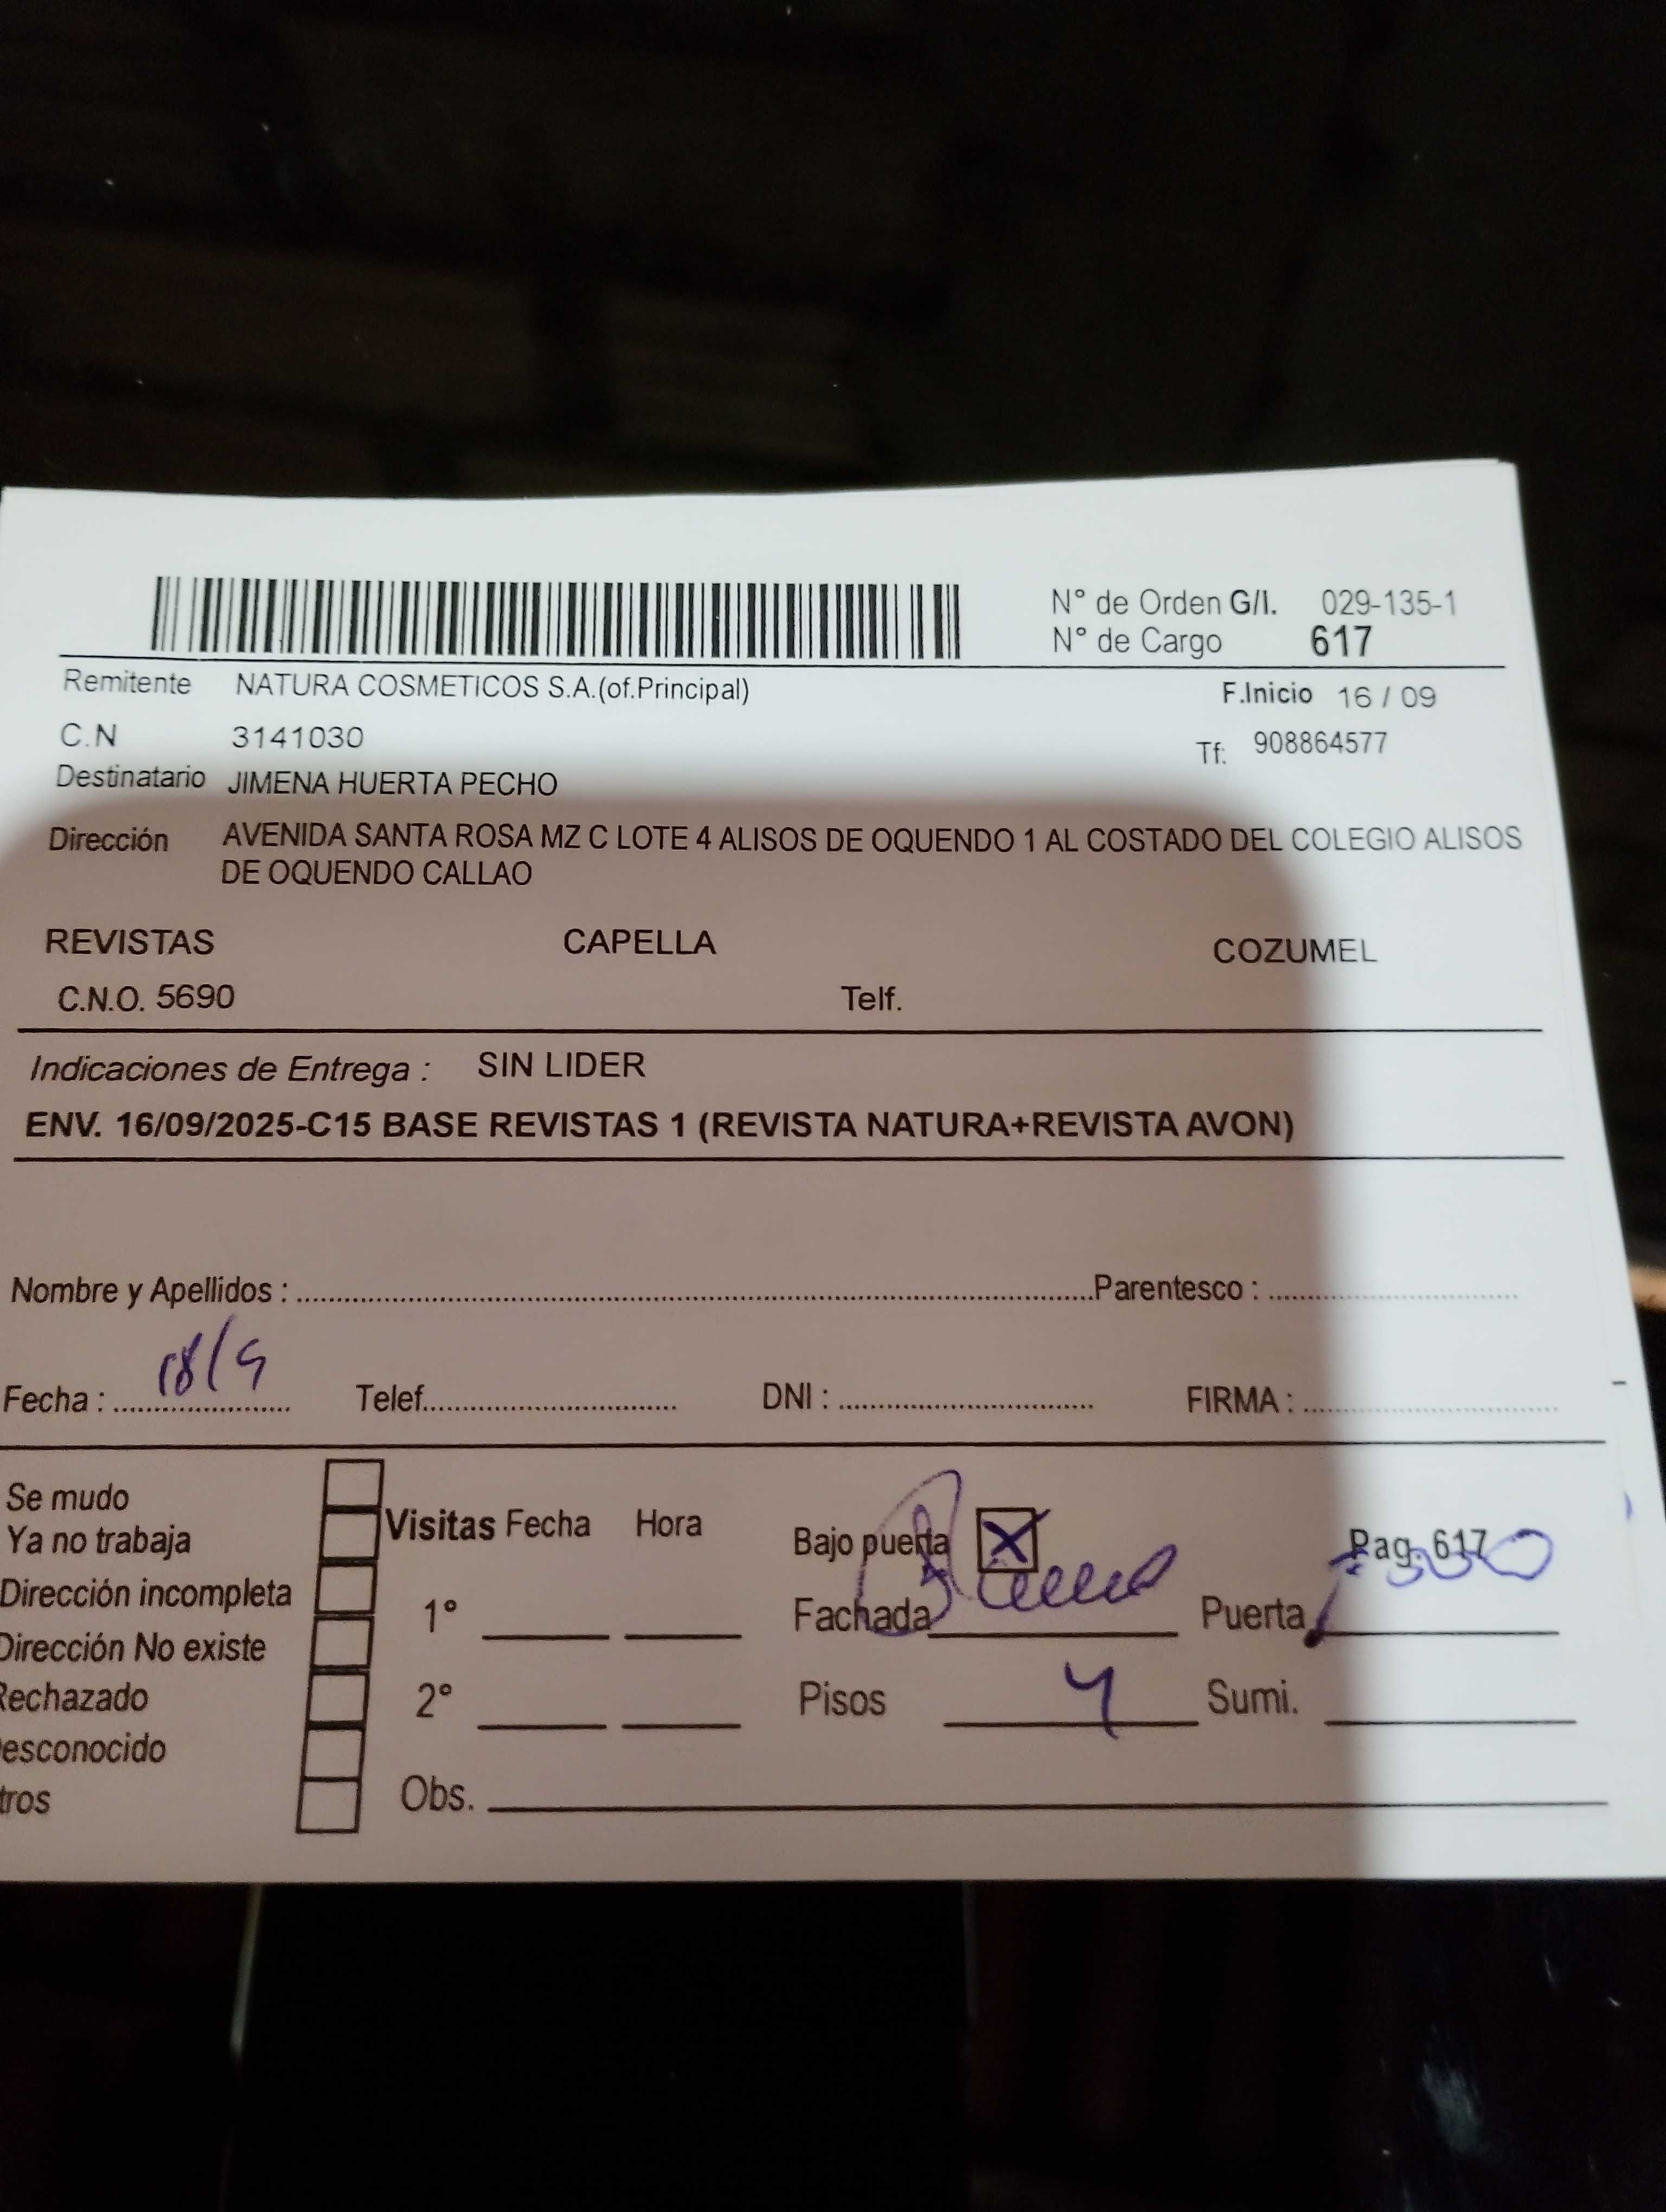 N° de Orden G/I. 029-135-1
N° de Cargo 617
Remitente NATURA COSMETICOS S.A.(of.Principal) F.Inicio 16 / 09
C.N 3141030 Tf: 908864577
Destinatario JIMENA HUERTA PECHO
Dirección AVENIDA SANTA ROSA MZ C LOTE 4 ALISOS DE OQUENDO 1 AL COSTADO DEL COLEGIO ALISOS
DE OQUENDO CALLAO
REVISTAS CAPELLA COZUMEL
C.N.O. 5690 Telf.
Indicaciones de Entrega : SIN LIDER
ENV. 16/09/2025-C15 BASE REVISTAS 1 (REVISTA NATURA+REVISTA AVON)
Nombre y Apellidos : Parentesco :
Fecha : 18/9 Telef. DNI : FIRMA :
Se mudo
Ya no trabaja
Dirección incompleta
Dirección No existe
Rechazado
esconocido
tros
Visitas Fecha Hora
1°
2°
Obs.
Bajo puerta X Pag. 617
Fachada Puerta
Pisos 4 Sumi.